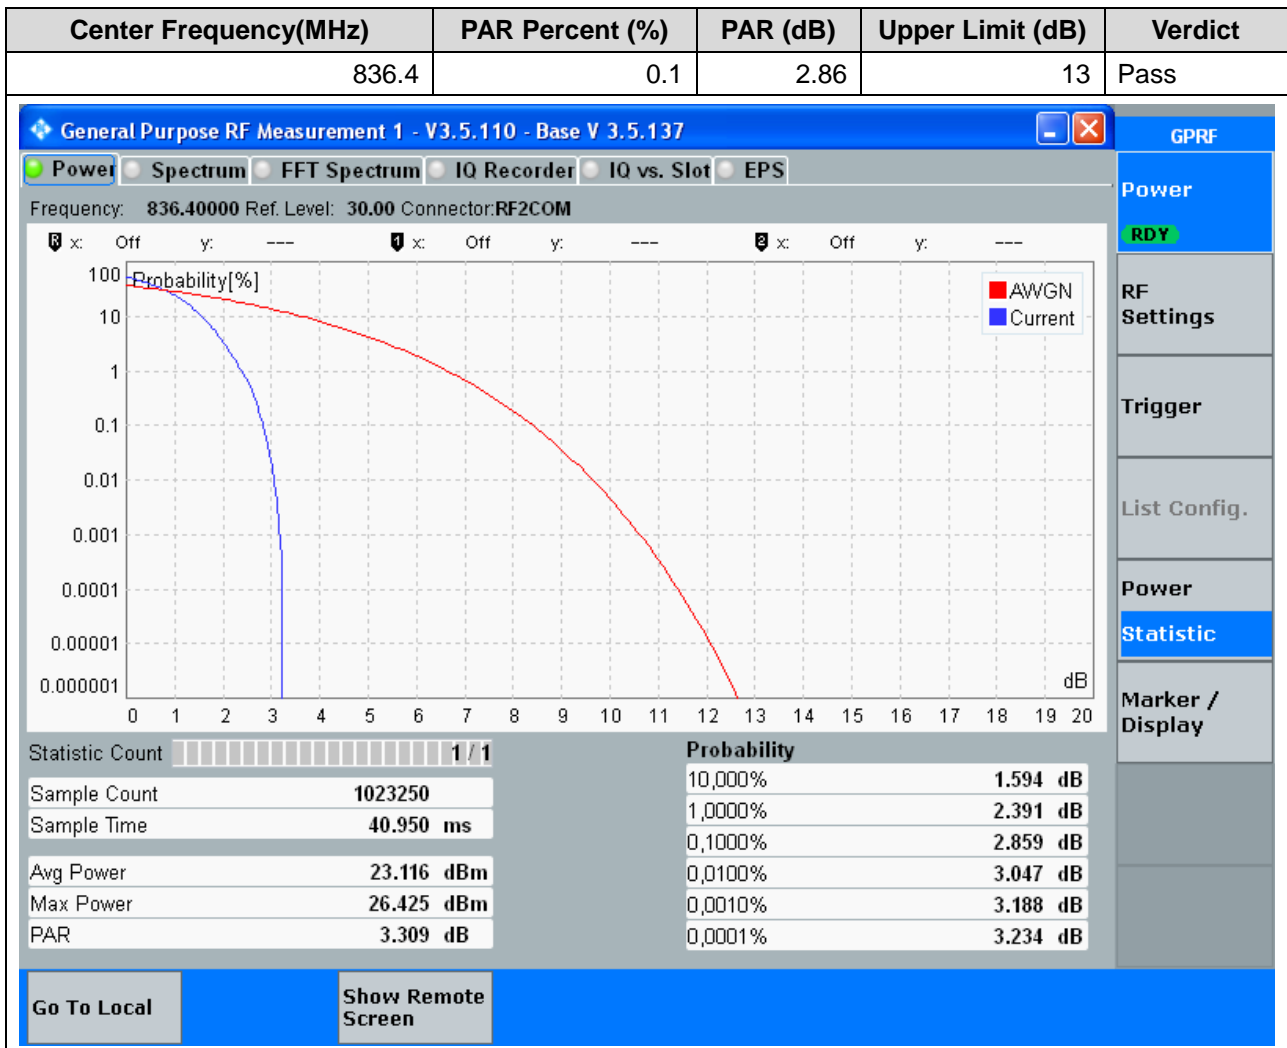 Center Frequency(MHz) PAR Percent (%) PAR (dB) Upper Limit (dB) Verdict
836.4 0.1 2.86 13 Pass
General Purpose RF Measurement 1 - V3.5.110 - Base V 3.5.137
GPRF
Power Spectrum FFT Spectrum IQ Recorder IQ vs. Slot EPS
Frequency: 836.40000 Ref. Level: 30.00 Connector:RF2COM
R x: Off y: --- 1 x: Off y: --- 2 x: Off y: ---
Probability[%]
AWGN
Current
100
10
1
0.1
0.01
0.001
0.0001
0.00001
0.000001
dB
0 1 2 3 4 5 6 7 8 9 10 11 12 13 14 15 16 17 18 19 20
Statistic Count 1 / 1
Sample Count 1023250
Sample Time 40.950 ms
Avg Power 23.116 dBm
Max Power 26.425 dBm
PAR 3.309 dB
Probability
10,000% 1.594 dB
1,0000% 2.391 dB
0,1000% 2.859 dB
0,0100% 3.047 dB
0,0010% 3.188 dB
0,0001% 3.234 dB
Power
RDY
RF
Settings
Trigger
List Config.
Power
Statistic
Marker /
Display
Go To Local
Show Remote
Screen